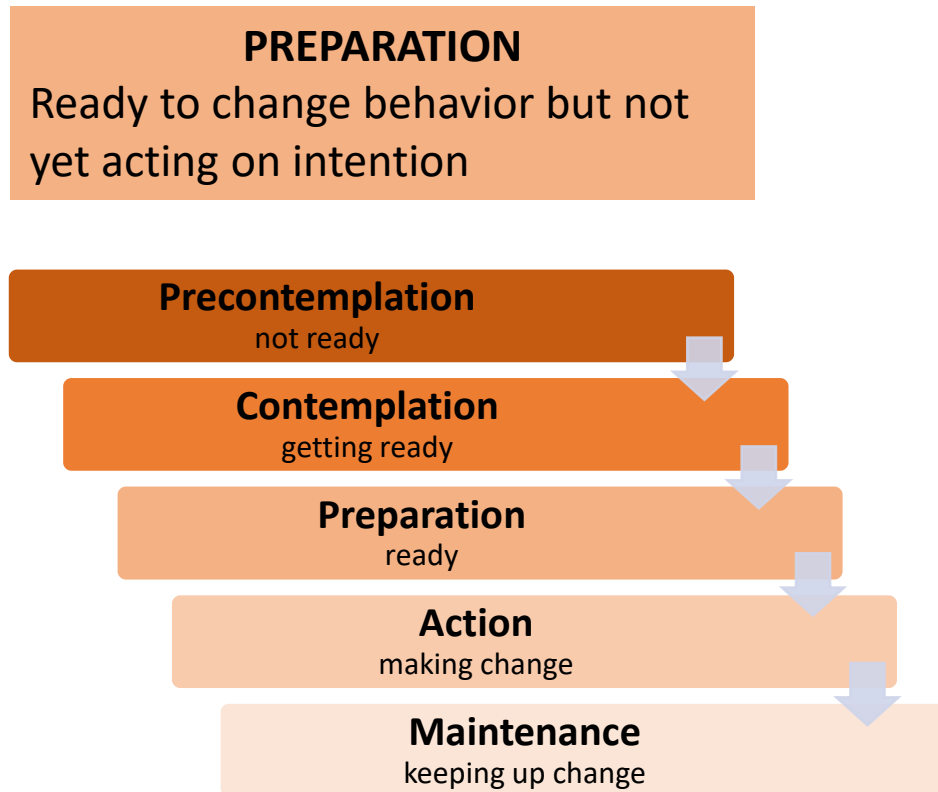 PREPARATION
Ready to change behavior but not
yet acting on intention
Precontemplation
not ready
Contemplation
getting ready
Preparation
ready
Action
making change
Maintenance
keeping up change